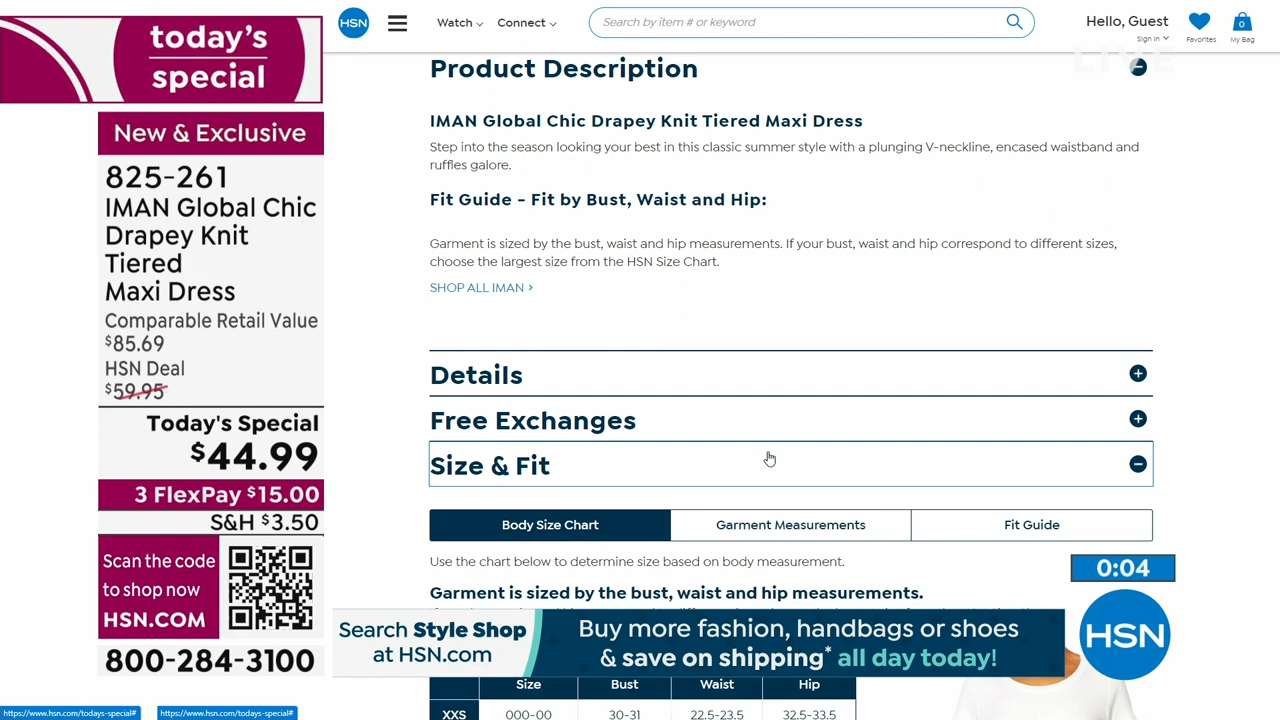 today's
special
New & Exclusive
825-261
IMAN Global Chic
Drapey Knit
Tiered
Maxi Dress
Comparable Retail Value
$85.69
HSN Deal
$59.95
Today's Special
$44.99
3 FlexPay $15.00
S&H $3.50
Scan the code
to shop now
HSN.COM
800-284-3100
https://www.hsn.com/todays-special#
https://www.hsn.com/todays-special#
HSN
Watch
Connect
Search by item # or keyword
Hello, Guest
Sign In
Favorites
0
My Bag
LIVE
Product Description
IMAN Global Chic Drapey Knit Tiered Maxi Dress
Step into the season looking your best in this classic summer style with a plunging V-neckline, encased waistband and
ruffles galore.
Fit Guide - Fit by Bust, Waist and Hip:
Garment is sized by the bust, waist and hip measurements. If your bust, waist and hip correspond to different sizes,
choose the largest size from the HSN Size Chart.
SHOP ALL IMAN >
Details
Free Exchanges
Size & Fit
Body Size Chart
Garment Measurements
Fit Guide
Use the chart below to determine size based on body measurement.
0:04
Garment is sized by the bust, waist and hip measurements.
Search Style Shop
at HSN.com
Buy more fashion, handbags or shoes
& save on shipping* all day today!
HSN
Size Bust Waist Hip
XXS 000-00 30-31 22.5-23.5 32.5-33.5